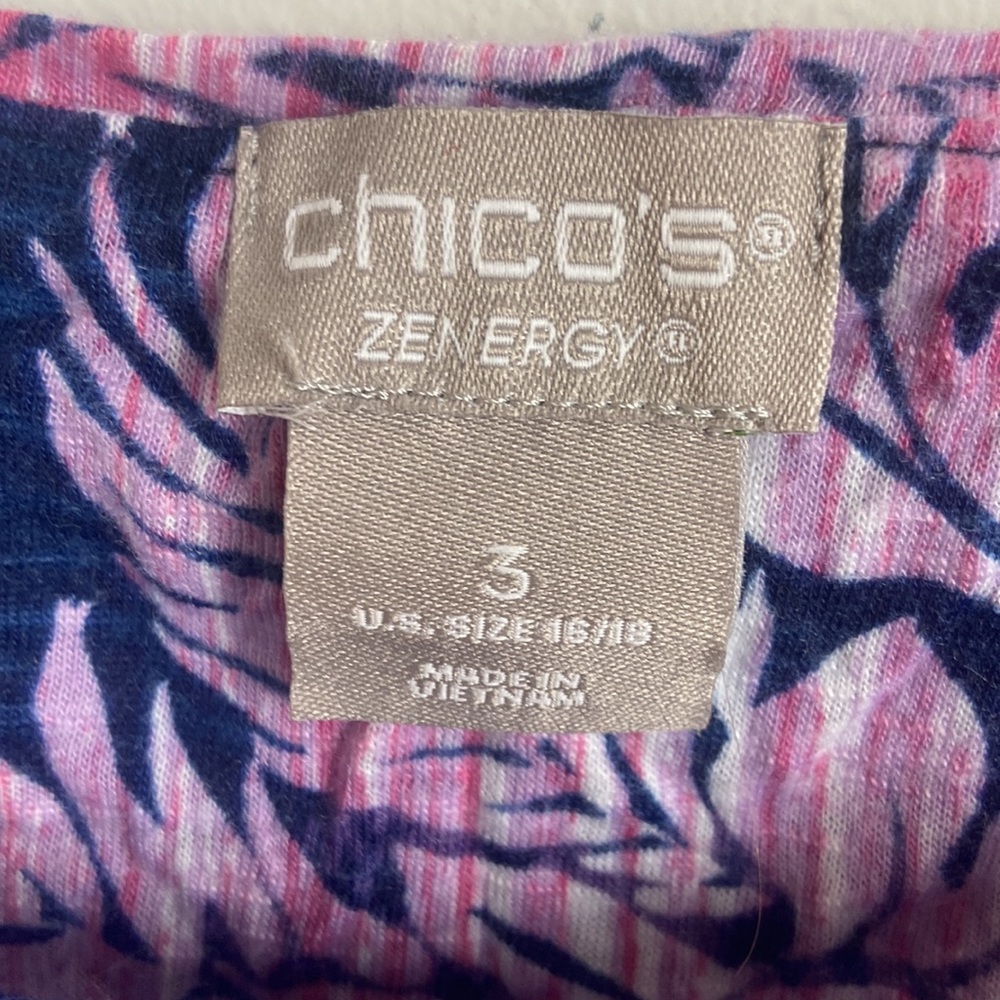 chico's®
ZENERGY®
3
U.S. SIZE 16/18
MADE IN
VIETNAM